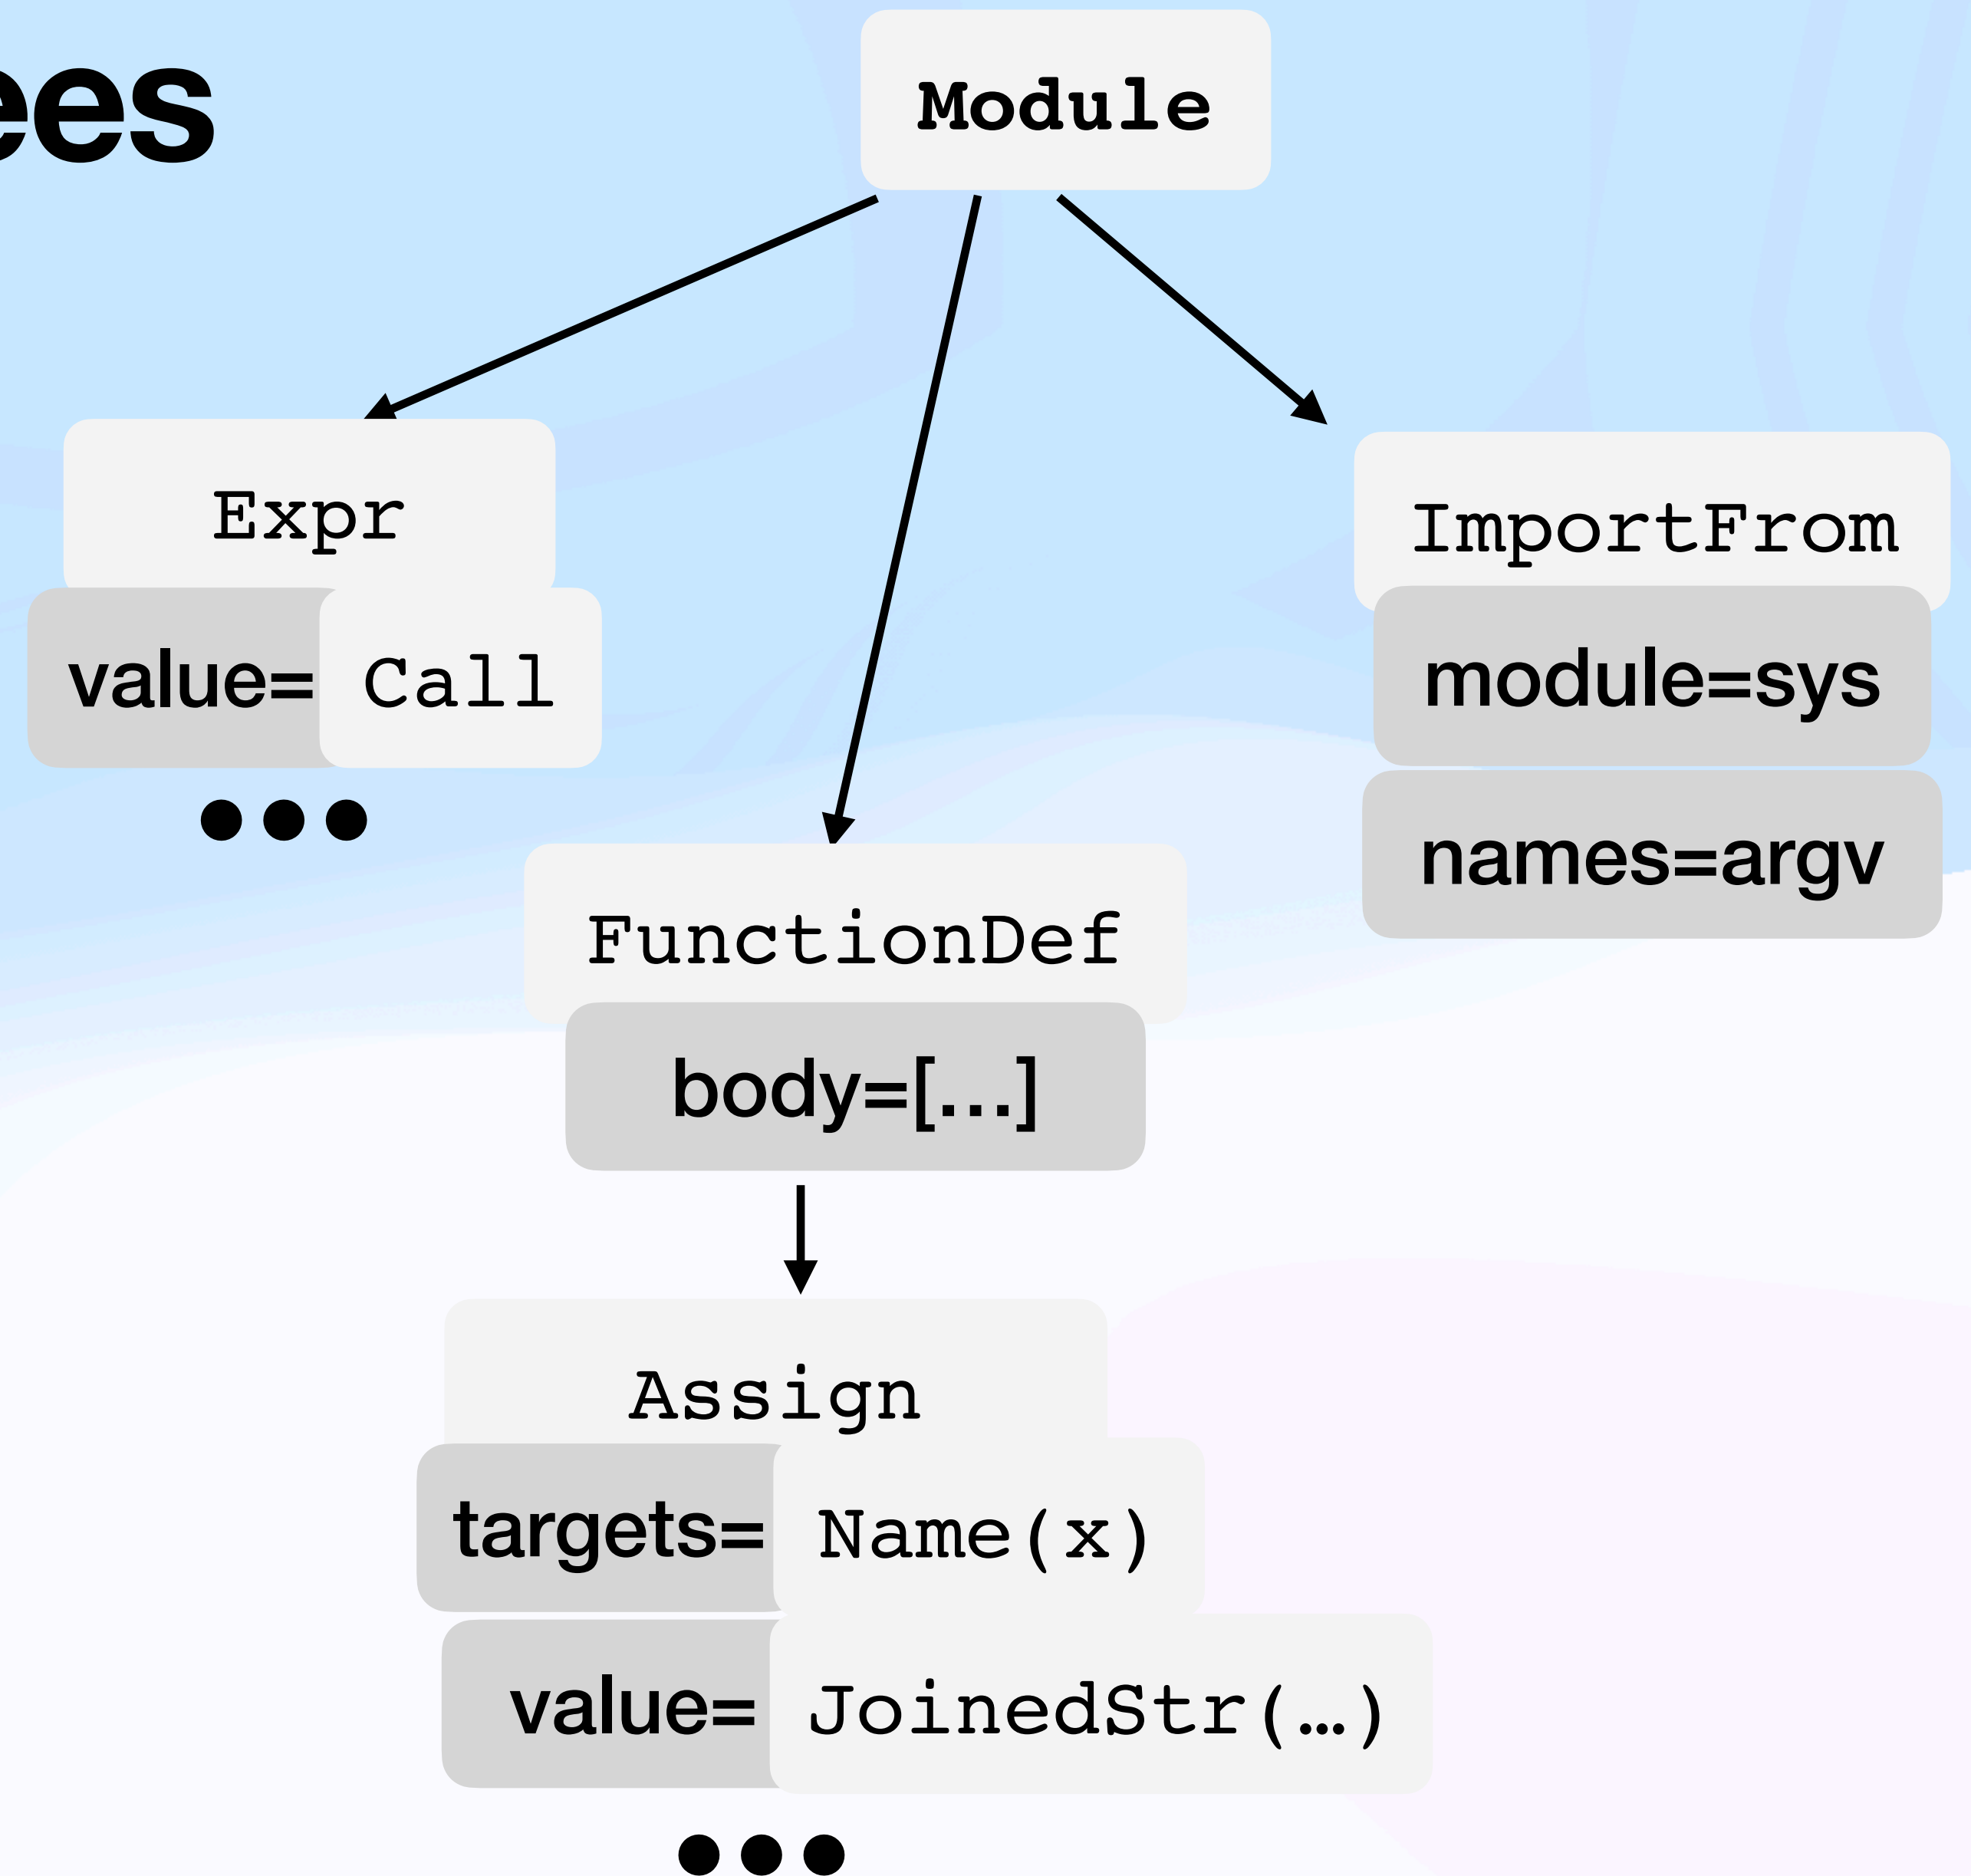 ees
Module
Expr
value= Call
ImportFrom
module=sys
names=argv
FunctionDef
body=[…]
Assign
targets= Name(x)
value= JoinedStr(…)